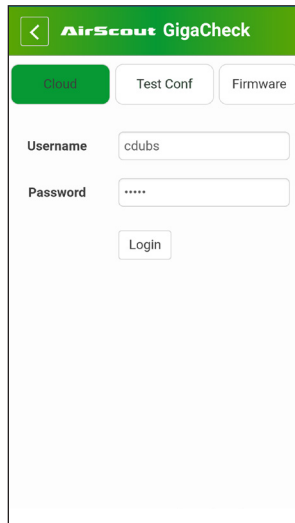 AirScout GigaCheck
Cloud Test Conf Firmware
Username cdubs
Password •••••
Login